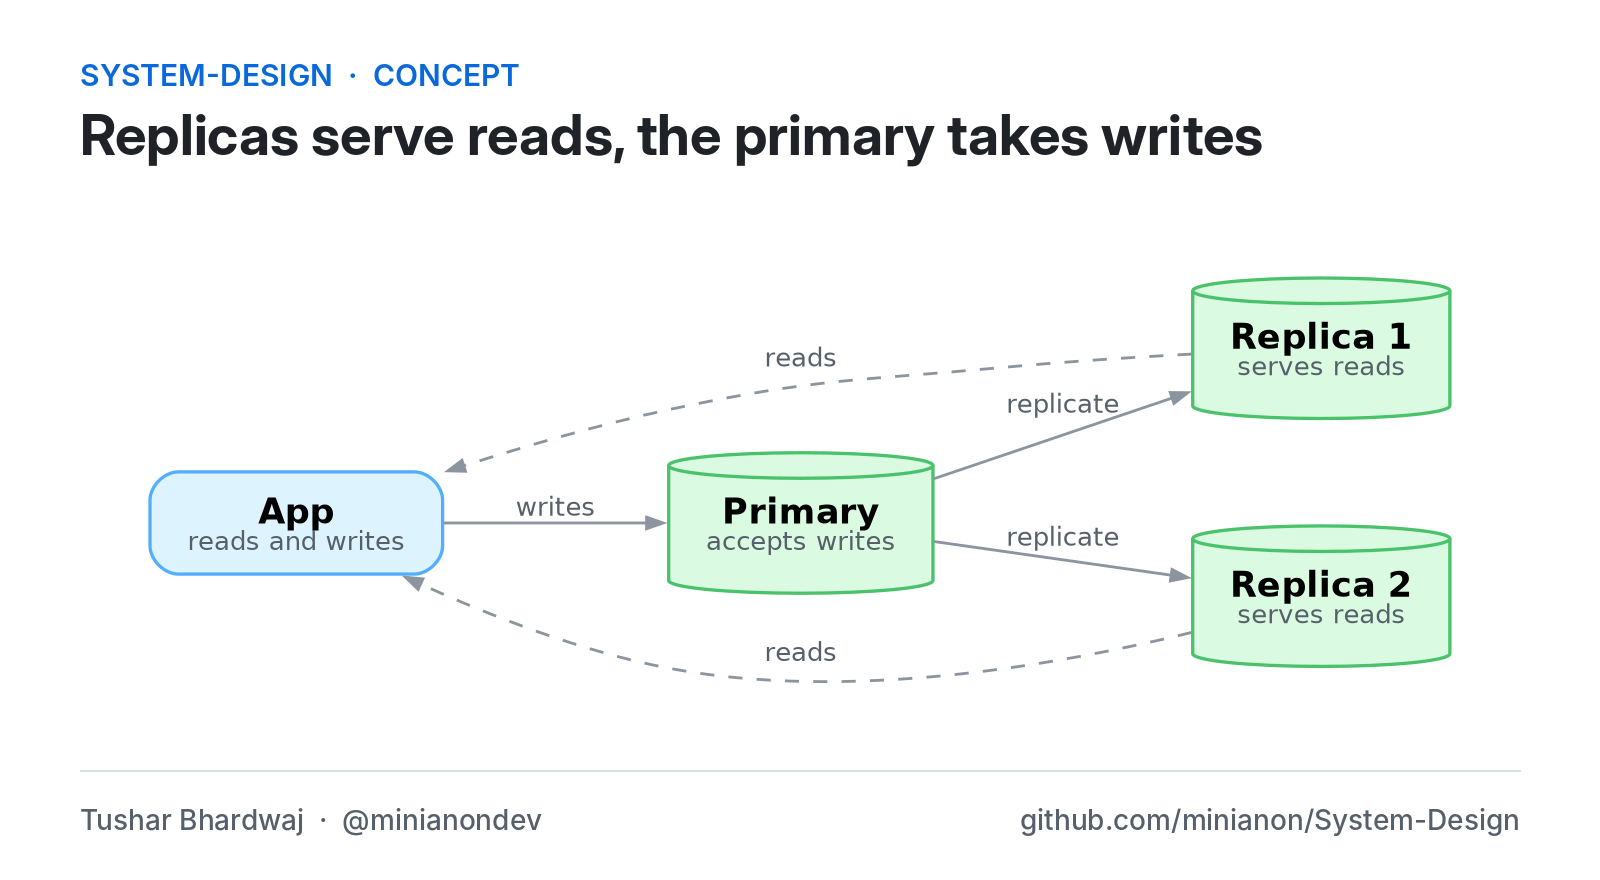 SYSTEM-DESIGN · CONCEPT
Replicas serve reads, the primary takes writes
Replica 1
serves reads
reads
replicate
App
reads and writes
writes
Primary
accepts writes
replicate
Replica 2
serves reads
reads
Tushar Bhardwaj · @minianondev
github.com/minianon/System-Design